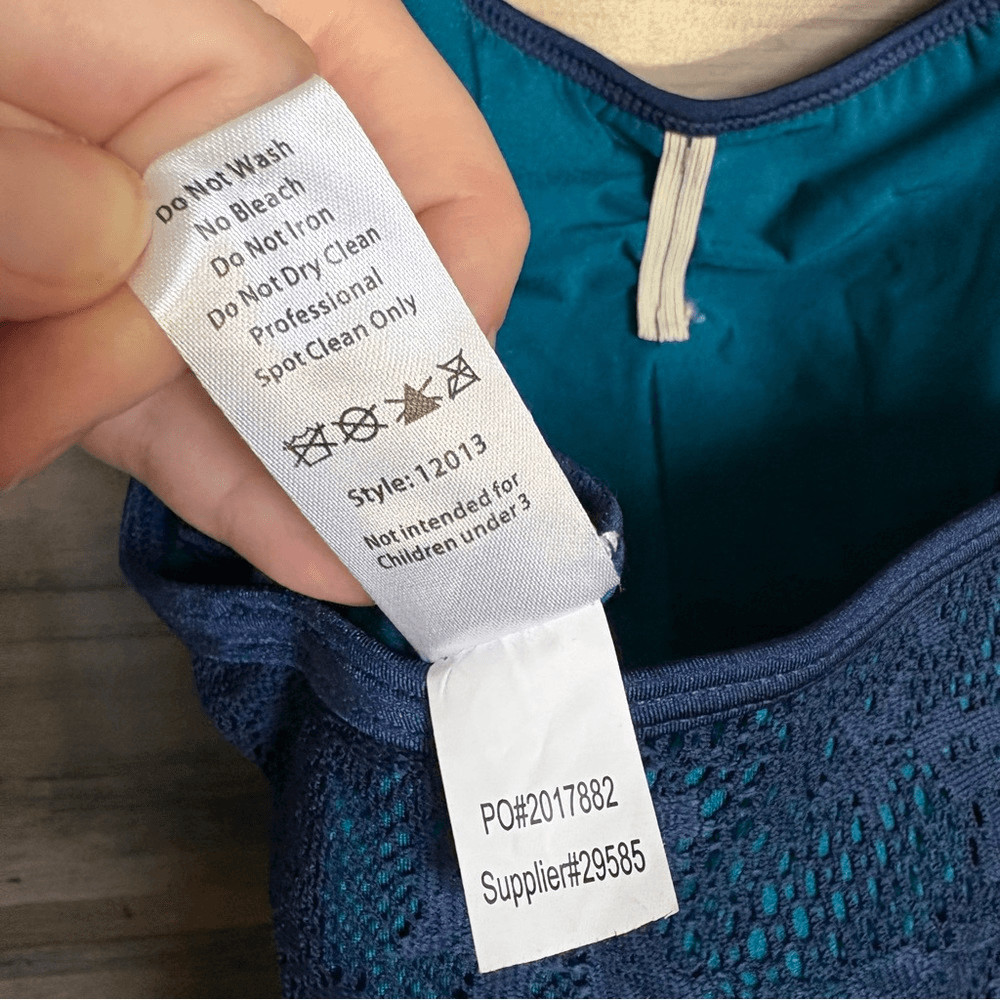 Do Not Wash
No Bleach
Do Not Iron
Do Not Dry Clean
Professional
Spot Clean Only
Style: 12013
Not intended for
Children under 3
PO#2017882
Supplier#29585